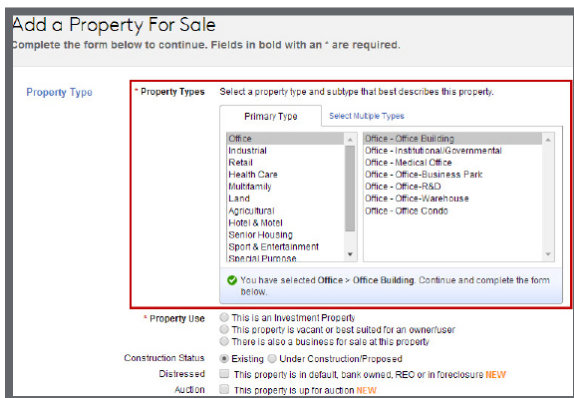 Add a Property For Sale
Complete the form below to continue. Fields in bold with an * are required.
Property Type
* Property Types
Select a property type and subtype that best describes this property.
Primary Type
Select Multiple Types
Office
Industrial
Retail
Health Care
Multifamily
Land
Agricultural
Hotel & Motel
Senior Housing
Sport & Entertainment
Special Purpose
Office - Office Building
Office - Institutional/Governmental
Office - Medical Office
Office - Office-Business Park
Office - Office-R&D
Office - Office-Warehouse
Office - Office Condo
You have selected Office > Office Building. Continue and complete the form
below.
* Property Use
This is an Investment Property
This property is vacant or best suited for an owner/user
There is also a business for sale at this property
Construction Status Existing Under Construction/Proposed
Distressed This property is in default, bank owned, REO or in foreclosure NEW
Auction This property is up for auction NEW